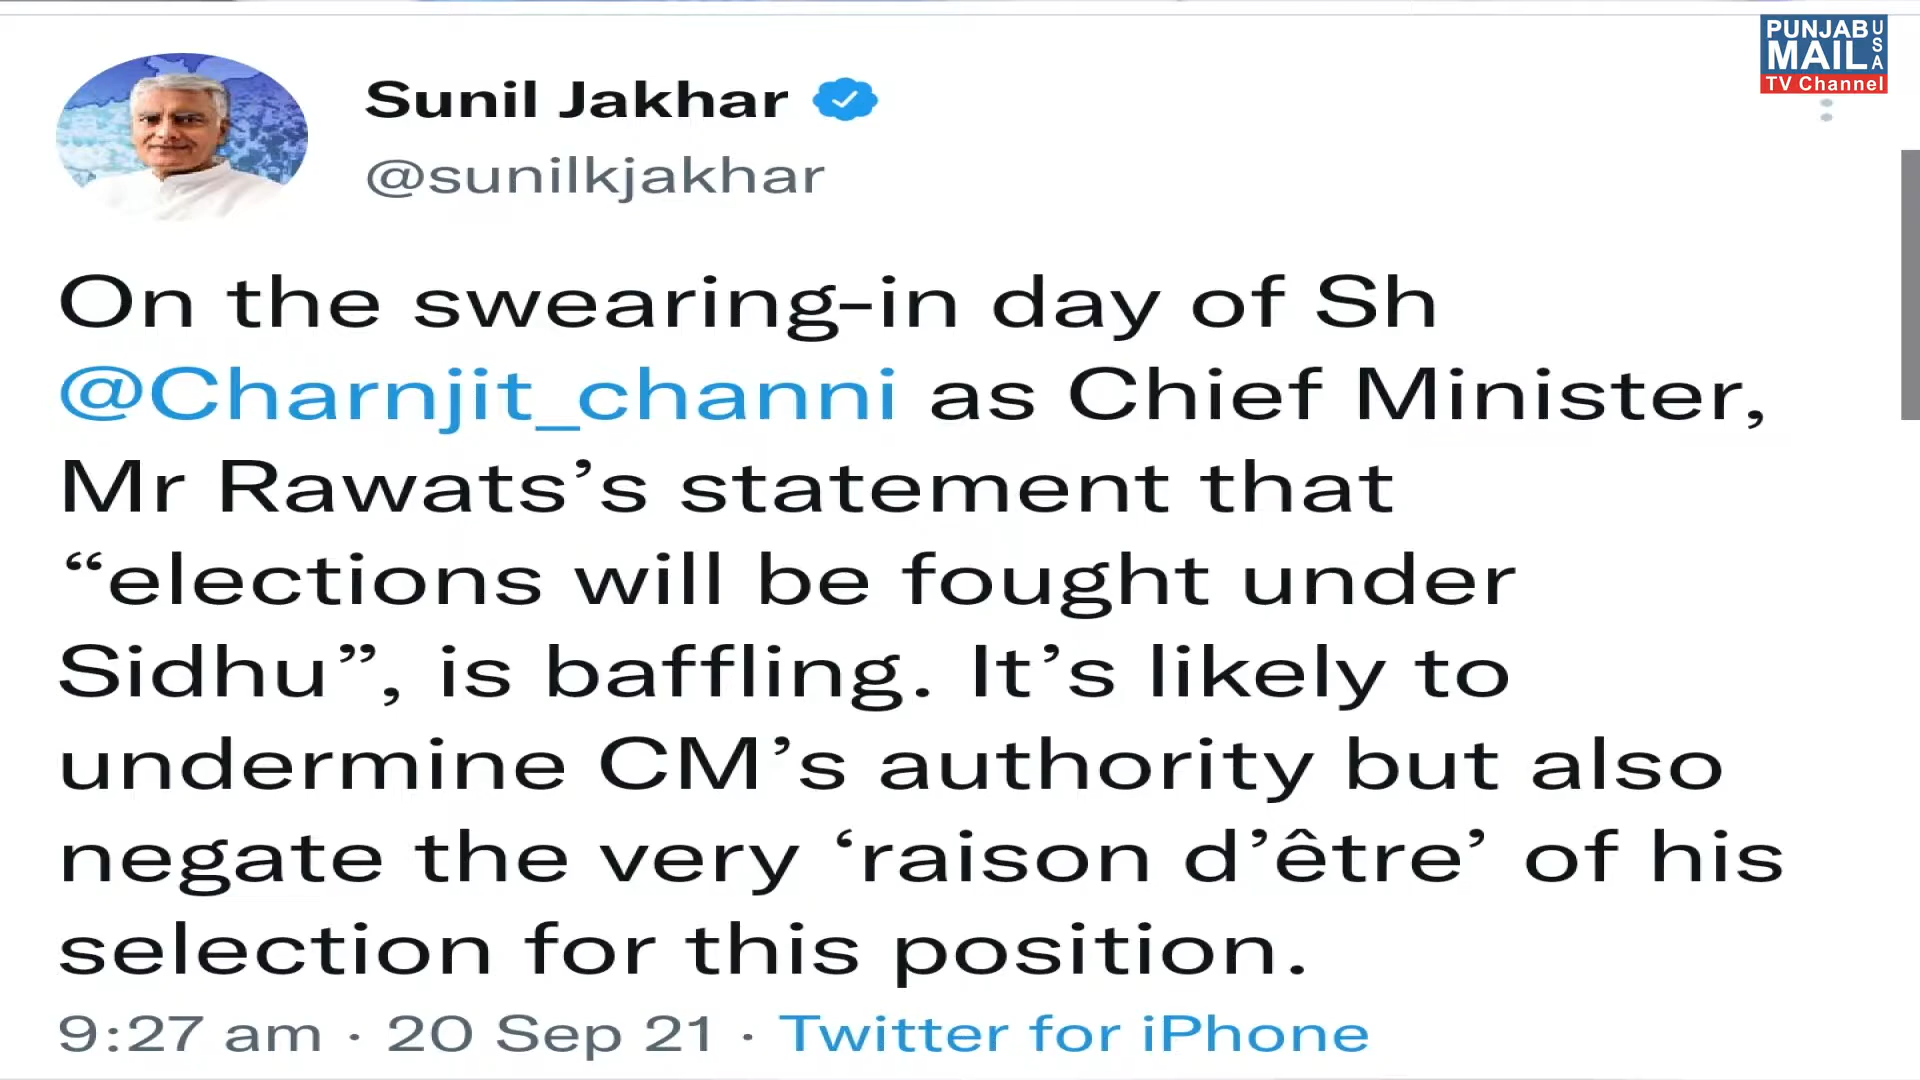 PUNJAB USA
MAIL
TV Channel
Sunil Jakhar
@sunilkjakhar
On the swearing-in day of Sh
@Charnjit_channi as Chief Minister,
Mr Rawats’s statement that
“elections will be fought under
Sidhu”, is baffling. It’s likely to
undermine CM’s authority but also
negate the very ‘raison d’être’ of his
selection for this position.
9:27 am · 20 Sep 21 · Twitter for iPhone